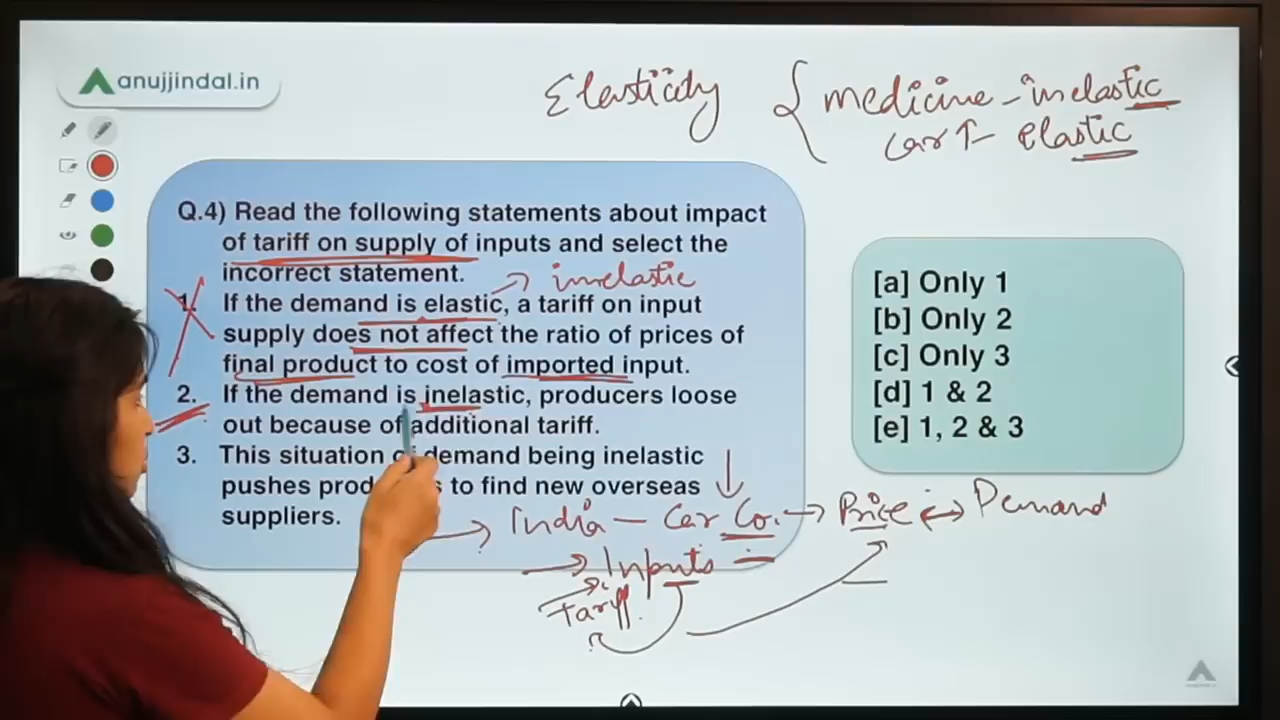 anujjindal.in
Elasticity { medicine - inelastic
car ↑ elastic
Q.4) Read the following statements about impact
of tariff on supply of inputs and select the
incorrect statement.
→ inelastic
1. If the demand is elastic, a tariff on input
supply does not affect the ratio of prices of
final product to cost of imported input.
2. If the demand is inelastic, producers loose
out because of additional tariff.
3. This situation demand being inelastic
pushes to find new overseas
suppliers.
[a] Only 1
[b] Only 2
[c] Only 3
[d] 1 & 2
[e] 1, 2 & 3
→ India - Car Co. → Price ↔ Demand
→ Inputs =
Tariff